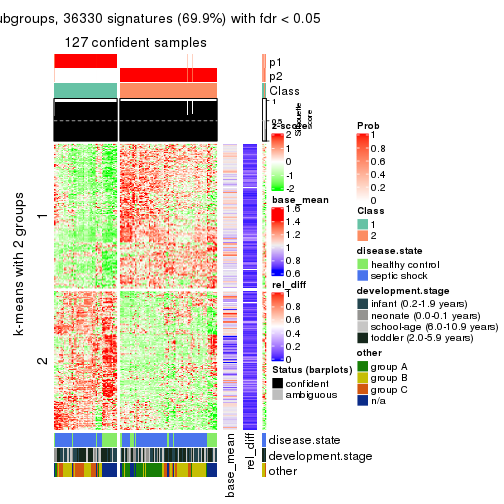 ubgroups, 36330 signatures (69.9%) with fdr < 0.05
127 confident samples
p1
p2
Class
1
0.5
Silhouette
score
z-score
2
1
0
-1
-2
base_mean
1.6
1.4
1.2
1
0.8
0.6
rel_diff
1
0.8
0.6
0.4
0.2
0
Status (barplots)
confident
ambiguous
Prob
1
0.8
0.6
0.4
0.2
0
Class
1
2
disease.state
healthy control
septic shock
development.stage
infant (0.2-1.9 years)
neonate (0.0-0.1 years)
school-age (6.0-10.9 years)
toddler (2.0-5.9 years)
other
group A
group B
group C
n/a
k-means with 2 groups
1
2
base_mean
rel_diff
disease.state
development.stage
other